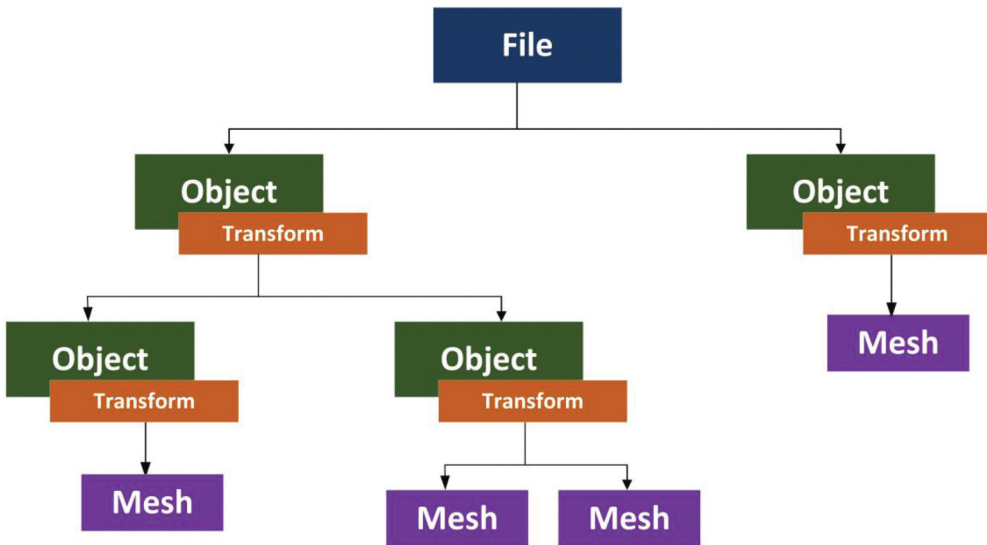 File
Object
Transform
Object
Transform
Object
Transform
Object
Transform
Mesh
Mesh
Mesh
Mesh